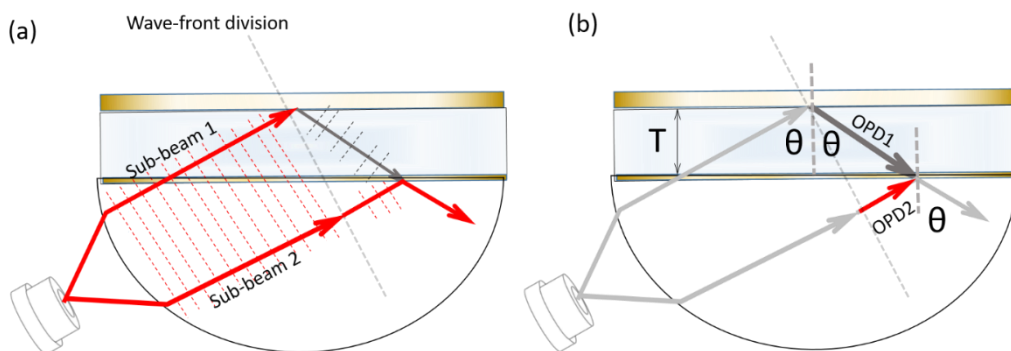 (a)
Wave-front division
Sub-beam 1
Sub-beam 2
(b)
T
θ θ
OPD1
OPD2
θ